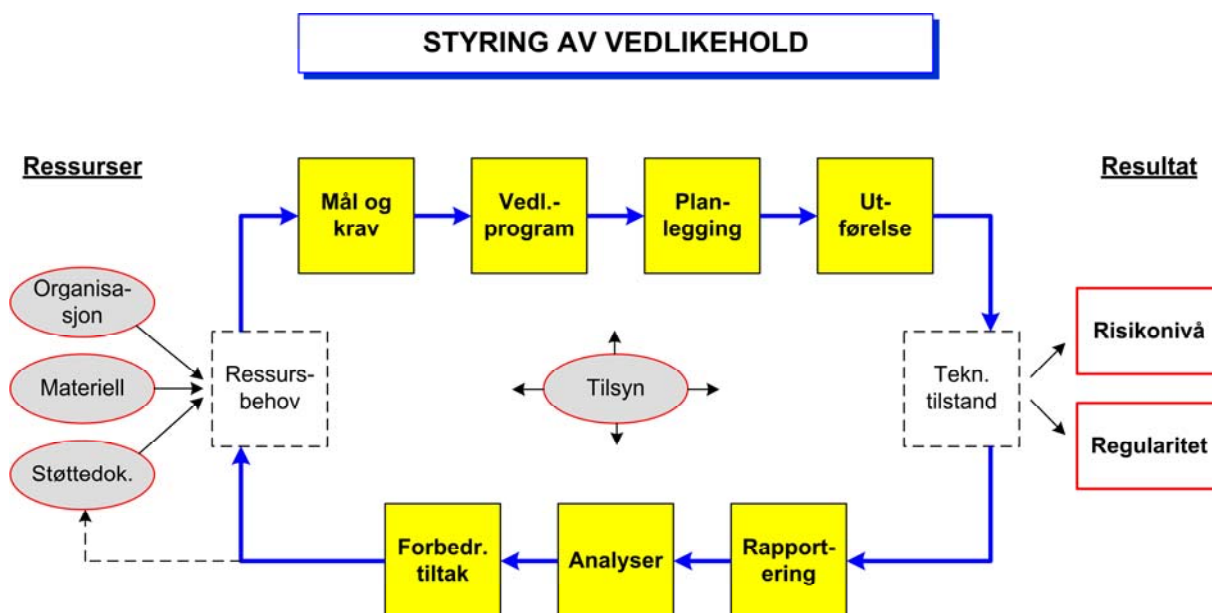 STYRING AV VEDLIKEHOLD
Ressurser
Resultat
Mål og
krav
Vedl.-
program
Plan-
legging
Ut-
førelse
Organisa-
sjon
Materiell
Støttedok.
Ressurs-
behov
Tilsyn
Tekn.
tilstand
Risikonivå
Regularitet
Forbedr.
tiltak
Analyser
Rapport-
ering